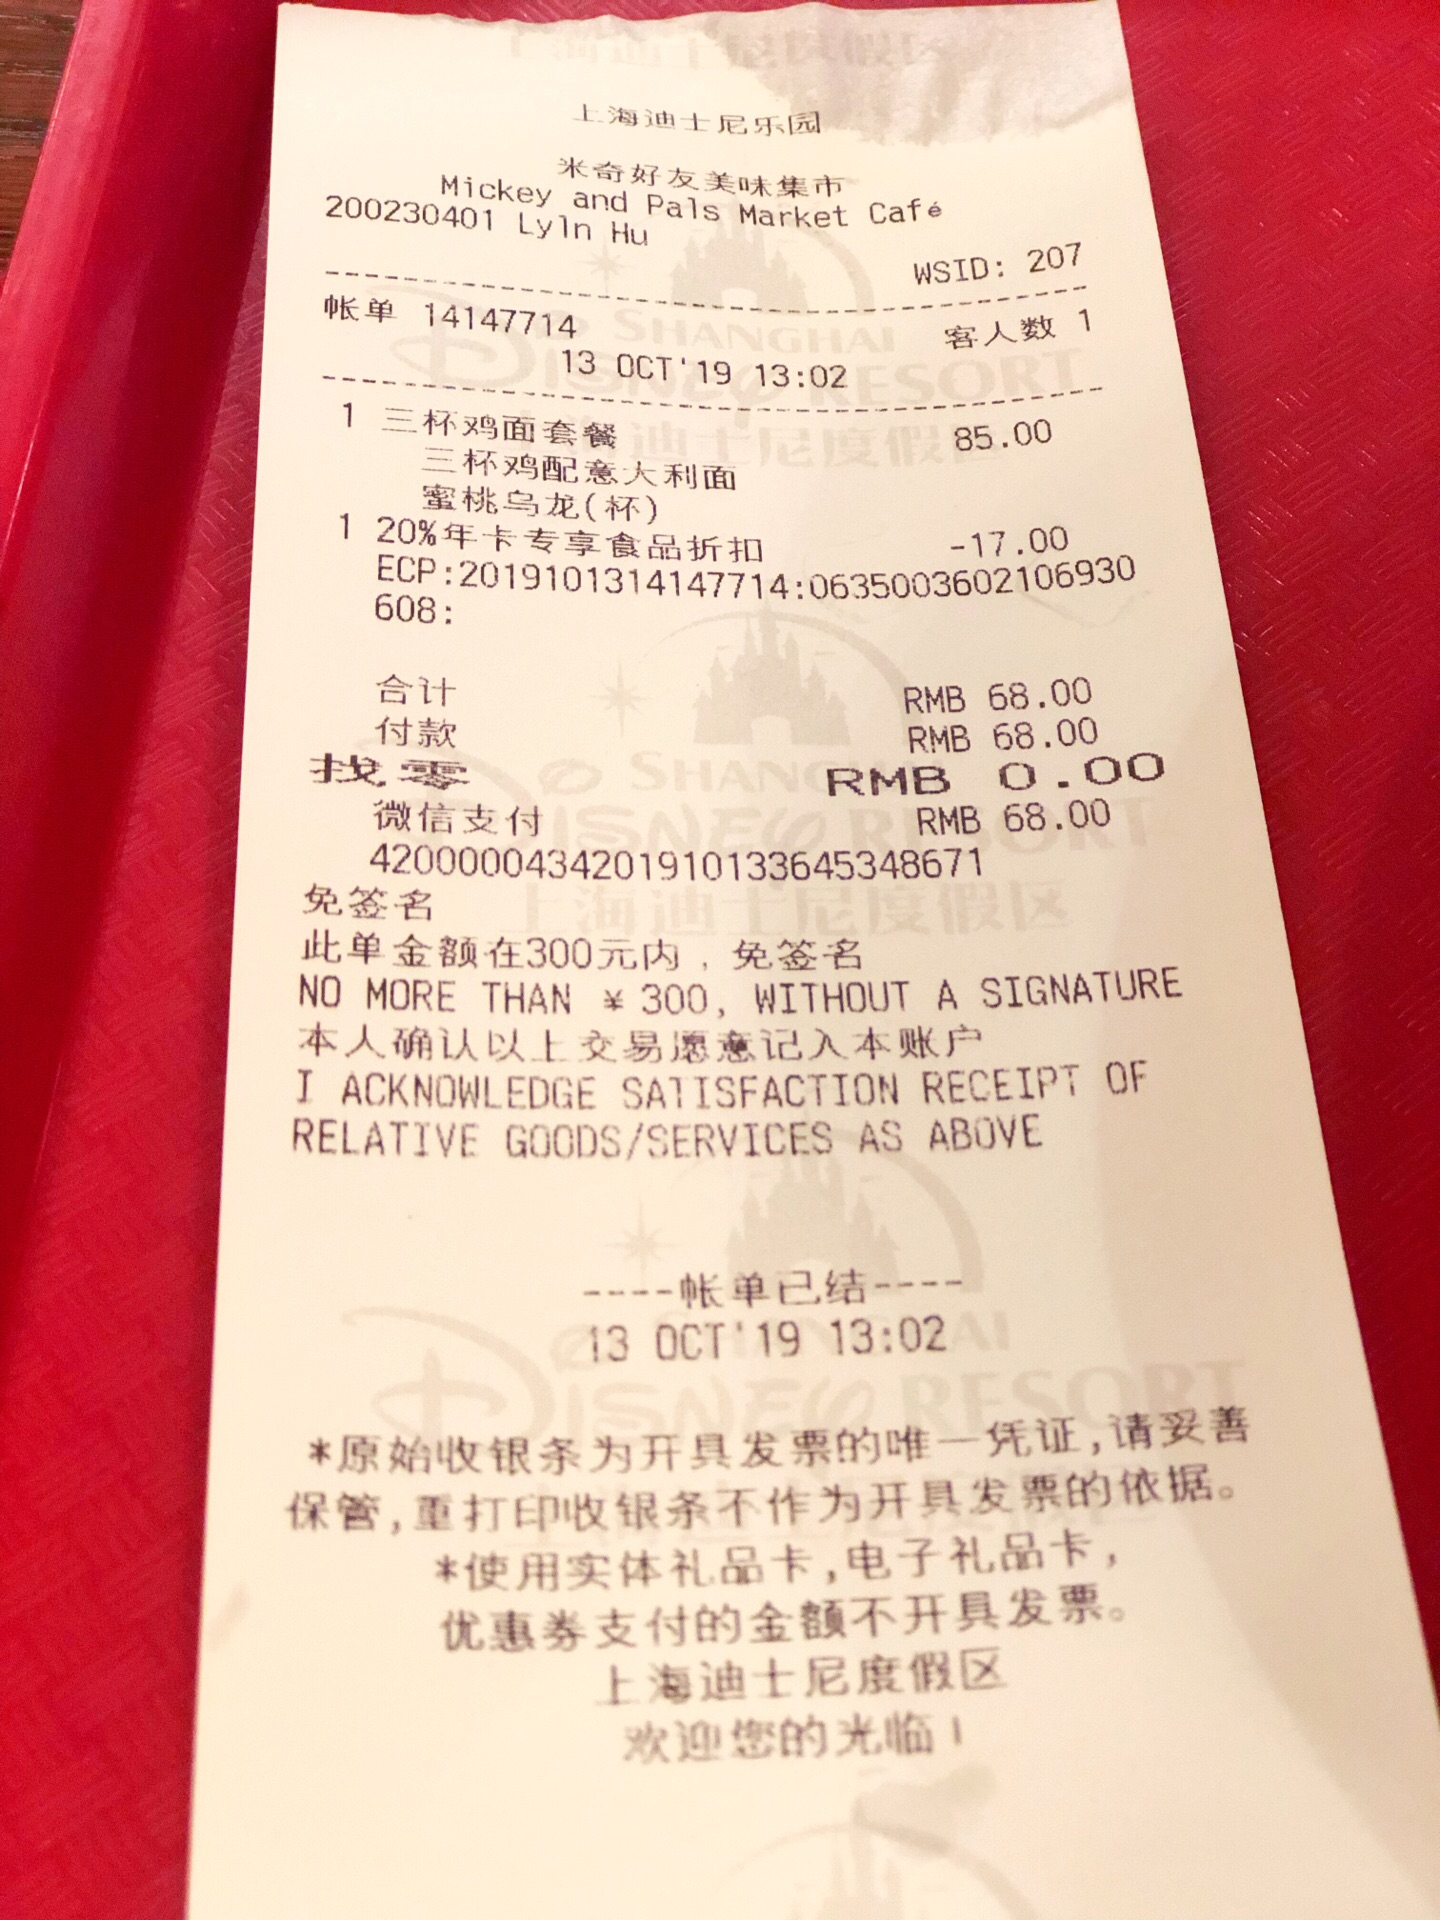 上海迪士尼乐园
米奇好友美味集市
Mickey and Pals Market Café
200230401 Lyln Hu
WSID: 207
帐单 14147714 客人数 1
13 OCT'19 13:02
1 三杯鸡面套餐 85.00
三杯鸡配意大利面
蜜桃乌龙(杯)
1 20%年卡专享食品折扣 -17.00
ECP:2019101314147714:0635003602106930
608:
合计 RMB 68.00
付款 RMB 68.00
找零 RMB 0.00
微信支付 RMB 68.00
4200000434201910133645348671
免签名
此单金额在300元内，免签名
NO MORE THAN ￥300, WITHOUT A SIGNATURE
本人确认以上交易愿意记入本账户
I ACKNOWLEDGE SATISFACTION RECEIPT OF
RELATIVE GOODS/SERVICES AS ABOVE
----帐单已结----
13 OCT'19 13:02
*原始收银条为开具发票的唯一凭证,请妥善
保管,重打印收银条不作为开具发票的依据。
*使用实体礼品卡,电子礼品卡,
优惠券支付的金额不开具发票。
上海迪士尼度假区
欢迎您的光临!